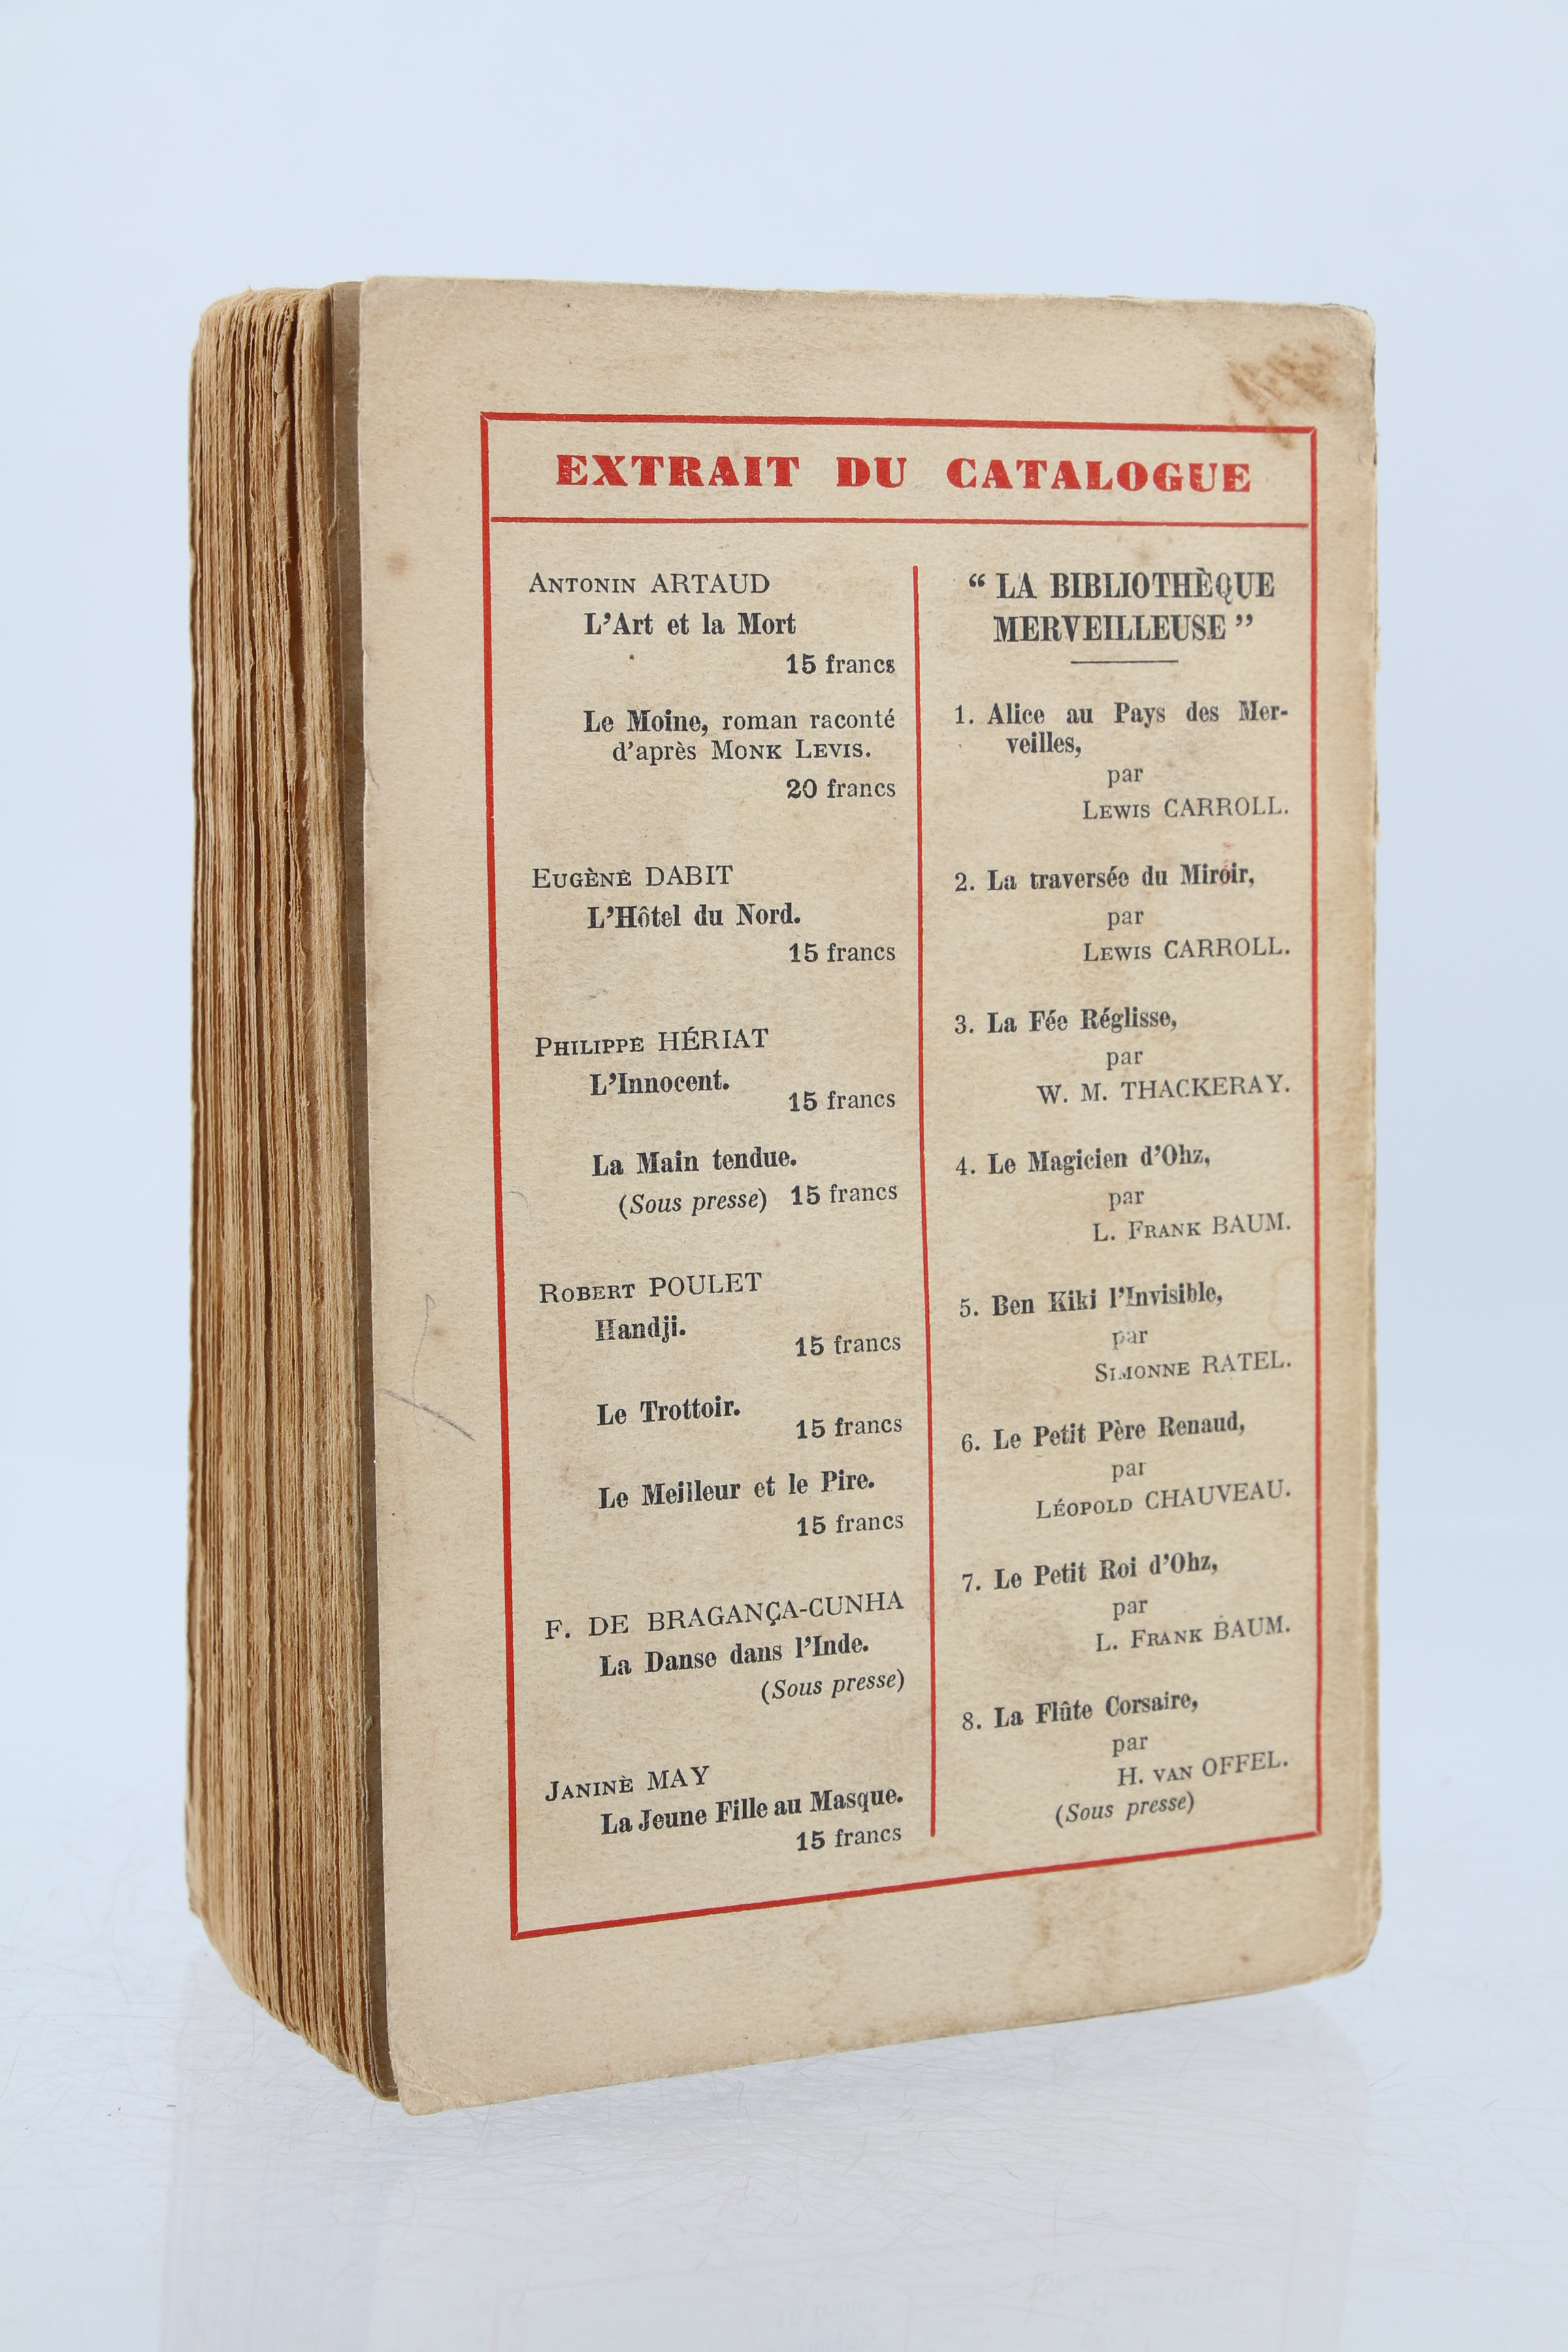 EXTRAIT DU CATALOGUE
ANTONIN ARTAUD
L'Art et la Mort
15 francs
Le Moine, roman raconté
d'après MONK LEVIS.
20 francs
EUGÈNE DABIT
L'Hôtel du Nord.
15 francs
PHILIPPE HÉRIAT
L'Innocent.
15 francs
La Main tendue.
(Sous presse) 15 francs
ROBERT POULET
Handji.
15 francs
Le Trottoir.
15 francs
Le Meilleur et le Pire.
15 francs
F. DE BRAGANÇA-CUNHA
La Danse dans l'Inde.
(Sous presse)
JANINE MAY
La Jeune Fille au Masque.
15 francs
“ LA BIBLIOTHÈQUE
MERVEILLEUSE ”
1. Alice au Pays des Mer-
veilles,
par
LEWIS CARROLL.
2. La traversée du Miroir,
par
LEWIS CARROLL.
3. La Fée Réglisse,
par
W. M. THACKERAY.
4. Le Magicien d'Ohz,
par
L. FRANK BAUM.
5. Ben Kiki l'Invisible,
par
SIMONNE RATEL.
6. Le Petit Père Renaud,
par
LÉOPOLD CHAUVEAU.
7. Le Petit Roi d'Ohz,
par
L. FRANK BAUM.
8. La Flûte Corsaire,
par
H. VAN OFFEL.
(Sous presse)